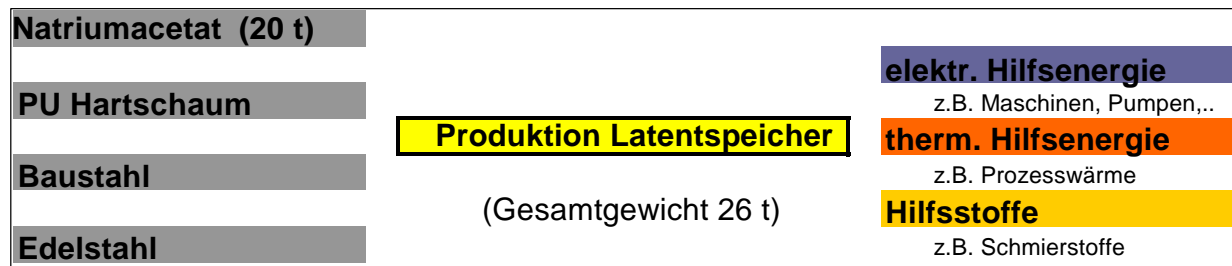 Natriumacetat (20 t)
PU Hartschaum
Baustahl
Edelstahl
Produktion Latentspeicher
(Gesamtgewicht 26 t)
elektr. Hilfsenergie
z.B. Maschinen, Pumpen,..
therm. Hilfsenergie
z.B. Prozesswärme
Hilfsstoffe
z.B. Schmierstoffe